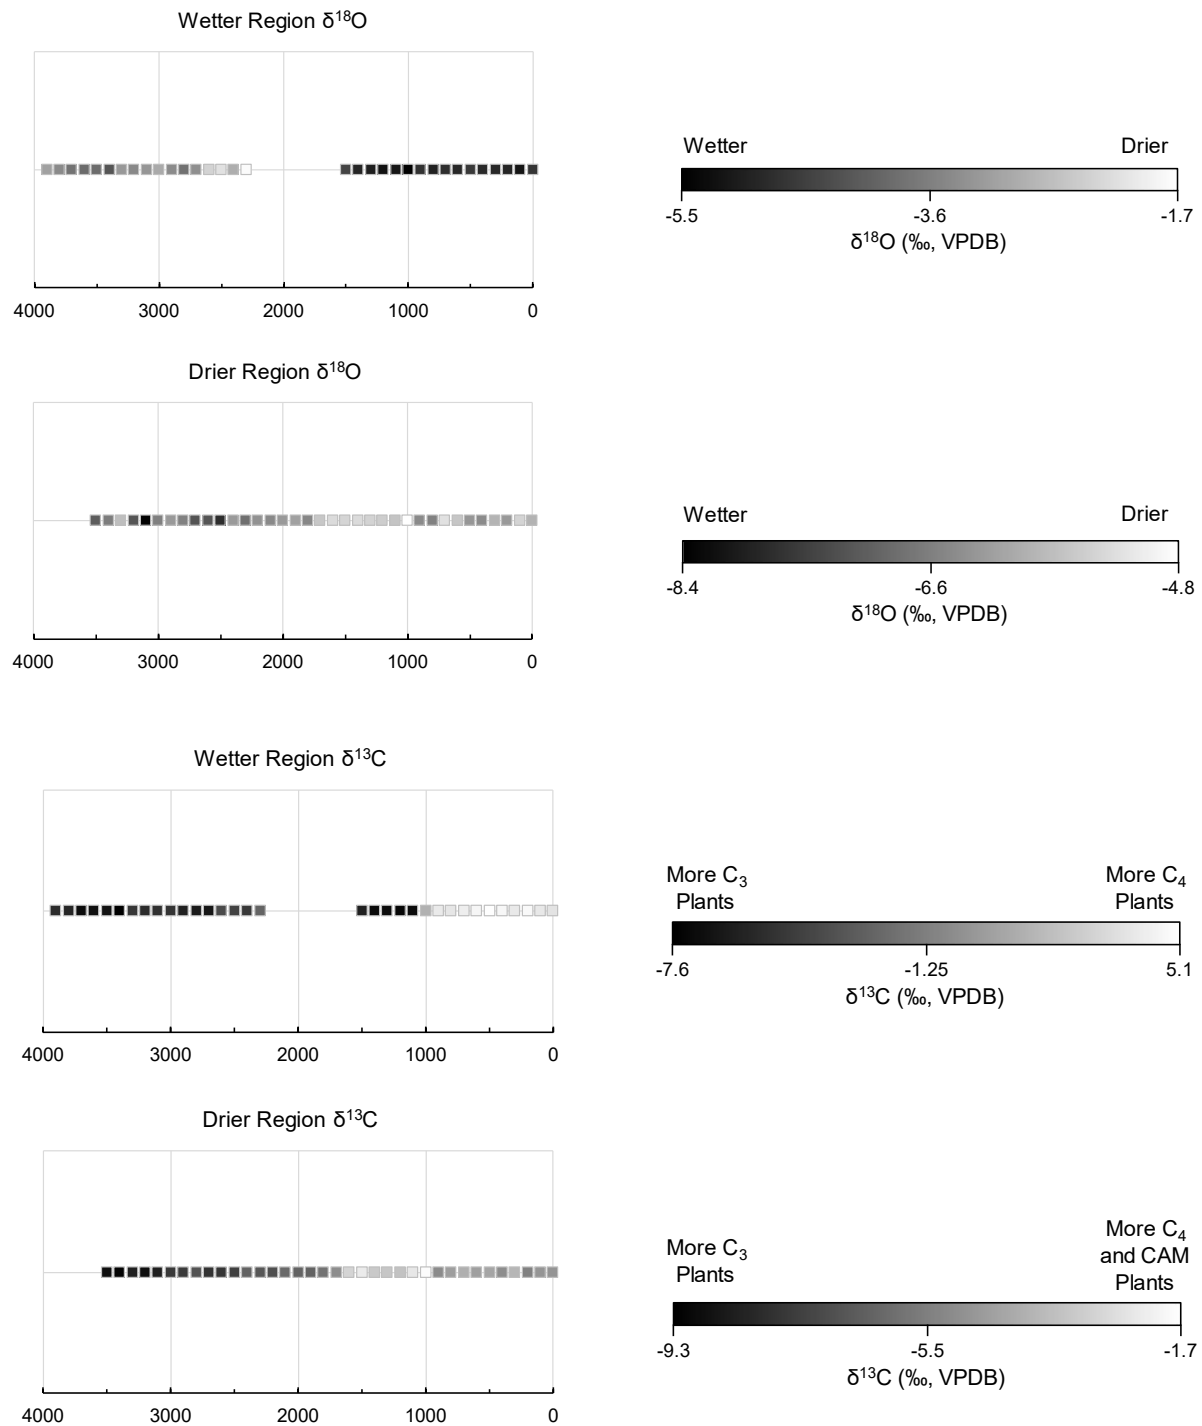 Wetter Region δ¹⁸O
4000 3000 2000 1000 0
Wetter Drier
-5.5 -3.6 -1.7
δ¹⁸O (‰, VPDB)
Drier Region δ¹⁸O
4000 3000 2000 1000 0
Wetter Drier
-8.4 -6.6 -4.8
δ¹⁸O (‰, VPDB)
Wetter Region δ¹³C
4000 3000 2000 1000 0
More C₃
Plants
More C₄
Plants
-7.6 -1.25 5.1
δ¹³C (‰, VPDB)
Drier Region δ¹³C
4000 3000 2000 1000 0
More C₃
Plants
More C₄
and CAM
Plants
-9.3 -5.5 -1.7
δ¹³C (‰, VPDB)